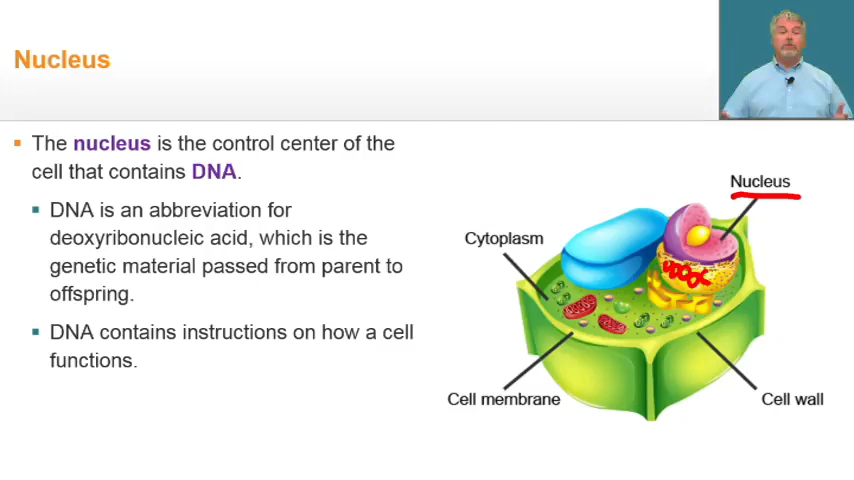 Nucleus
The nucleus is the control center of the
cell that contains DNA.
DNA is an abbreviation for
deoxyribonucleic acid, which is the
genetic material passed from parent to
offspring.
DNA contains instructions on how a cell
functions.
Nucleus
Cytoplasm
Cell membrane
Cell wall